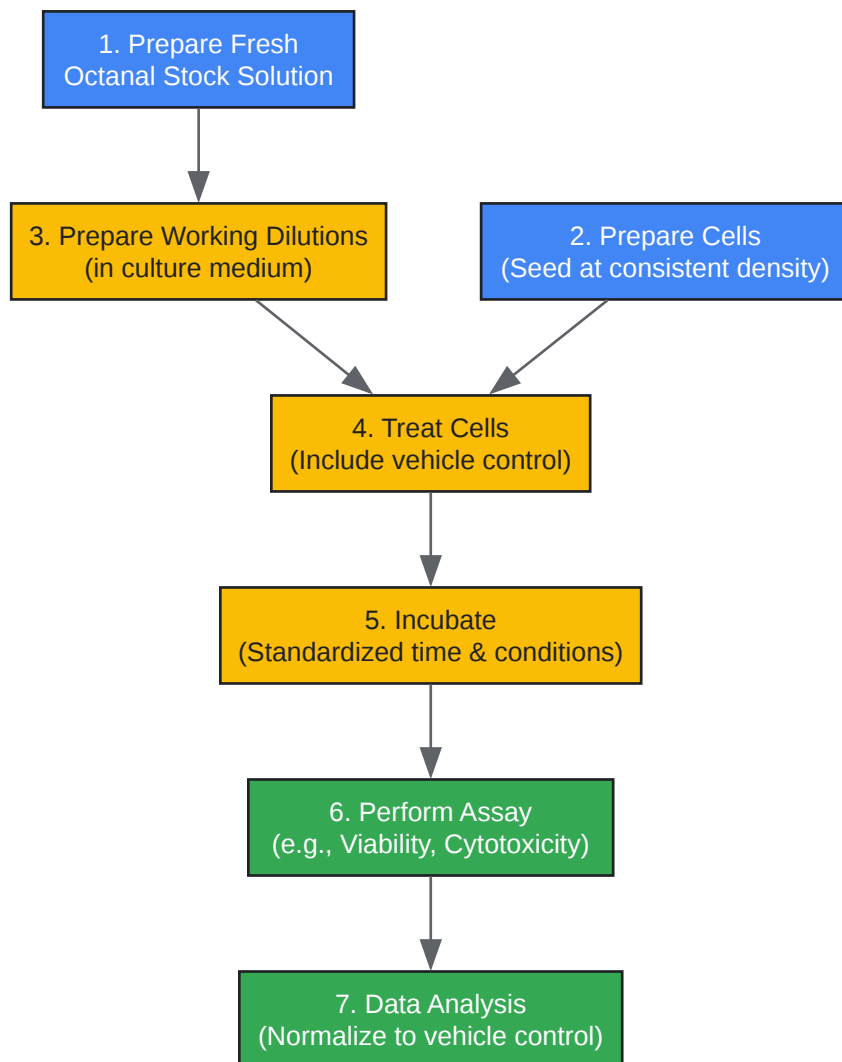 1. Prepare Fresh
Octanal Stock Solution
3. Prepare Working Dilutions
(in culture medium)
2. Prepare Cells
(Seed at consistent density)
4. Treat Cells
(Include vehicle control)
5. Incubate
(Standardized time & conditions)
6. Perform Assay
(e.g., Viability, Cytotoxicity)
7. Data Analysis
(Normalize to vehicle control)